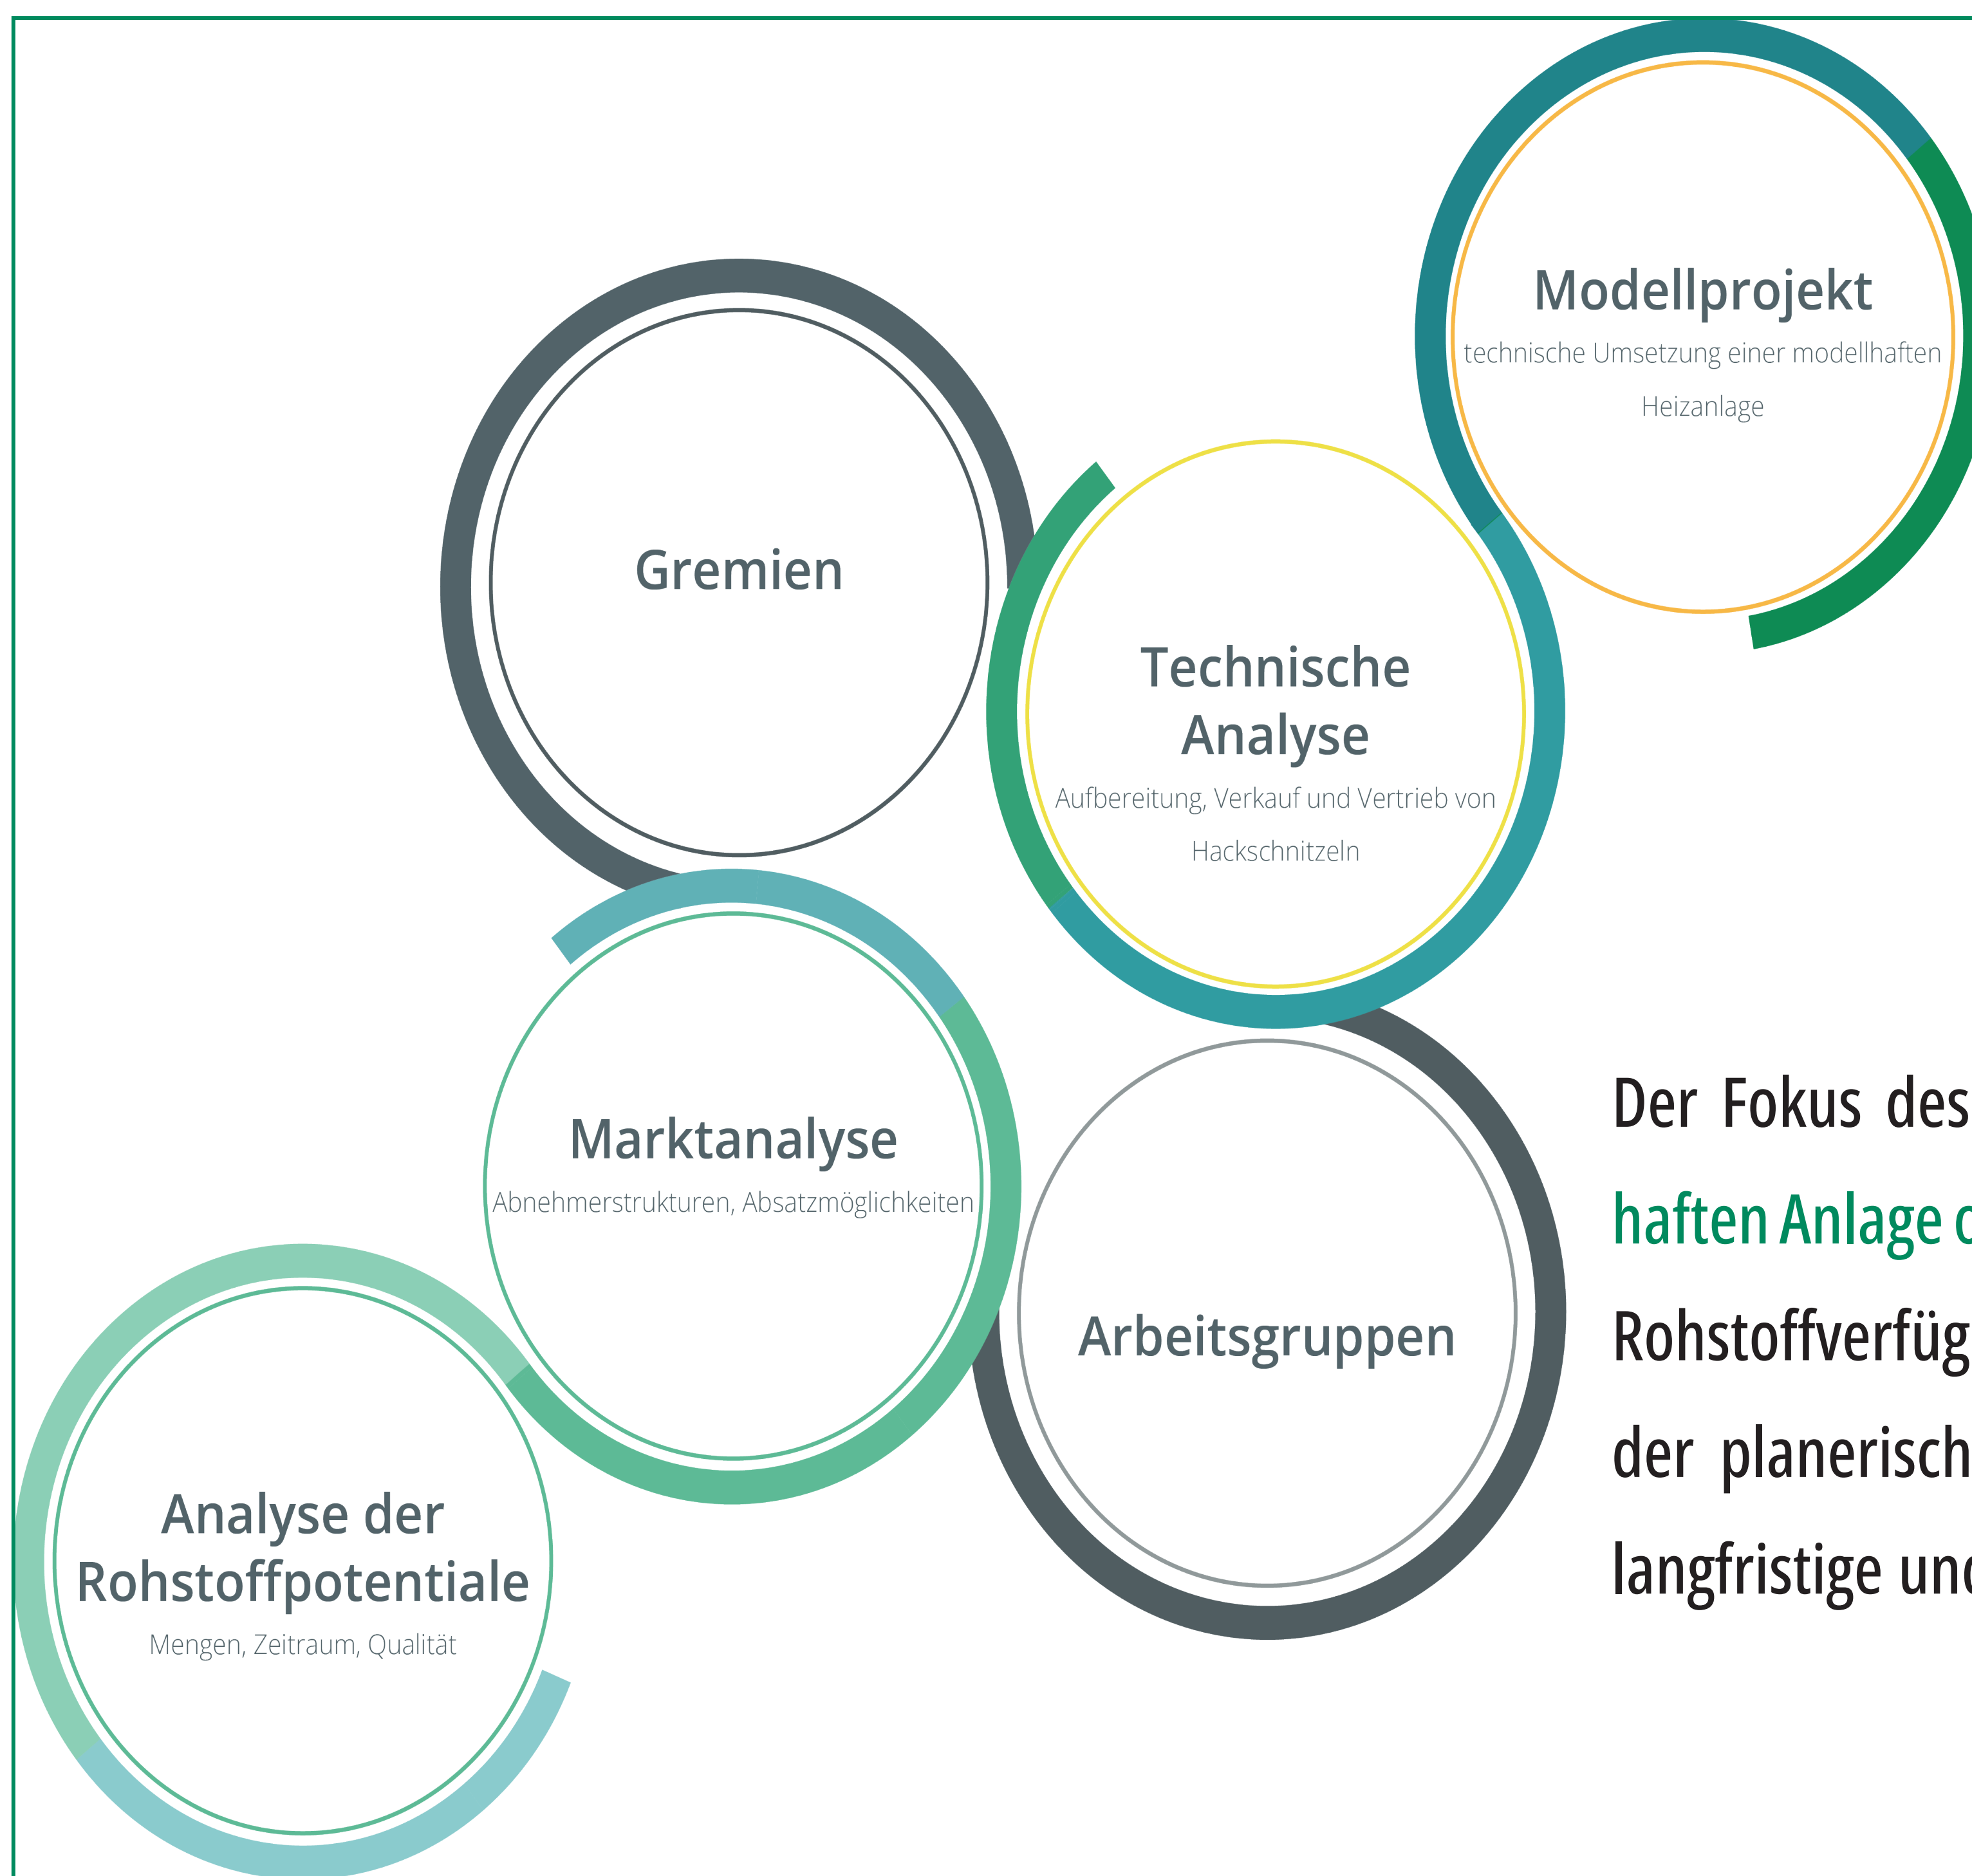 Modellprojekt
technische Umsetzung einer modellhaften
Heizanlage
Gremien
Technische
Analyse
Aufbereitung, Verkauf und Vertrieb von
Hackschnitzeln
Marktanalyse
Abnehmerstrukturen, Absatzmöglichkeiten
Arbeitsgruppen
Analyse der
Rohstoffpotentiale
Mengen, Zeitraum, Qualität
Der Fokus des
haften Anlage
Rohstoffverfüg
der planerisch
langfristige und